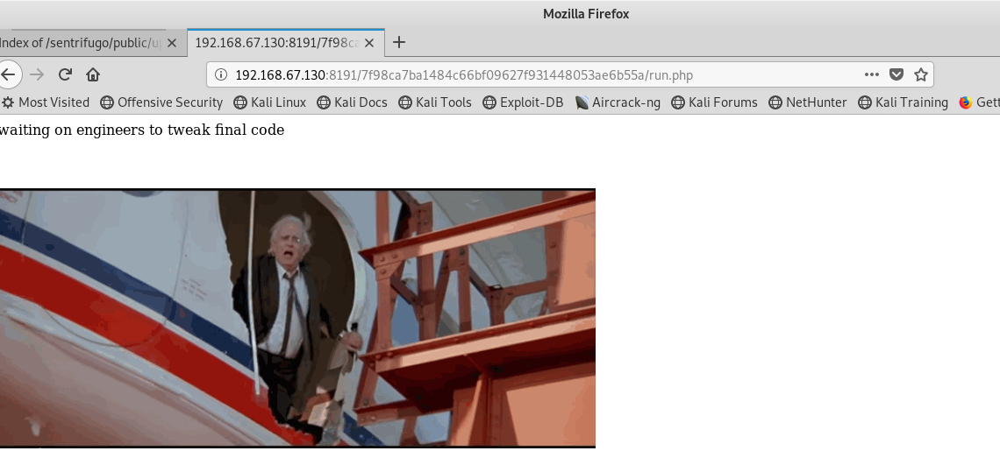 Mozilla Firefox
Index of /sentrifugo/public/u
192.168.67.130:8191/7f98c
192.168.67.130:8191/7f98ca7ba1484c66bf09627f931448053ae6b55a/run.php
Most Visited Offensive Security Kali Linux Kali Docs Kali Tools Exploit-DB Aircrack-ng Kali Forums NetHunter Kali Training Gett
waiting on engineers to tweak final code